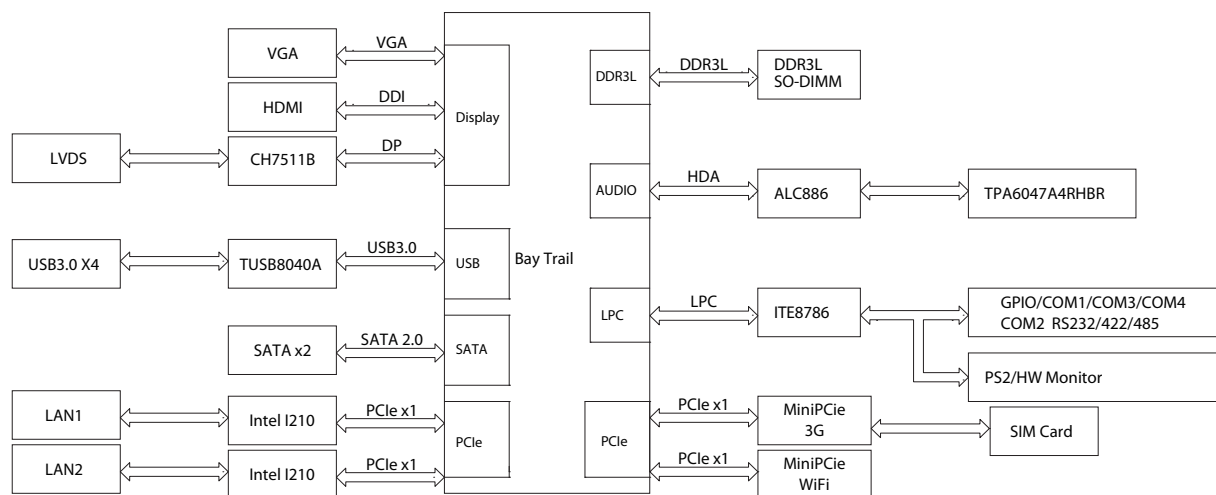 VGA
VGA
HDMI
DDI
Display
LVDS
CH7511B
DP
USB3.0 X4
TUSB8040A
USB3.0
USB
Bay Trail
SATA x2
SATA 2.0
SATA
LAN1
Intel I210
PCIe x1
PCIe
LAN2
Intel I210
PCIe x1
DDR3L
DDR3L
DDR3L
SO-DIMM
AUDIO
HDA
ALC886
TPA6047A4RHBR
LPC
LPC
ITE8786
GPIO/COM1/COM3/COM4
COM2 RS232/422/485
PS2/HW Monitor
PCIe
PCIe x1
MiniPCie
3G
SIM Card
PCIe x1
MiniPCie
WiFi